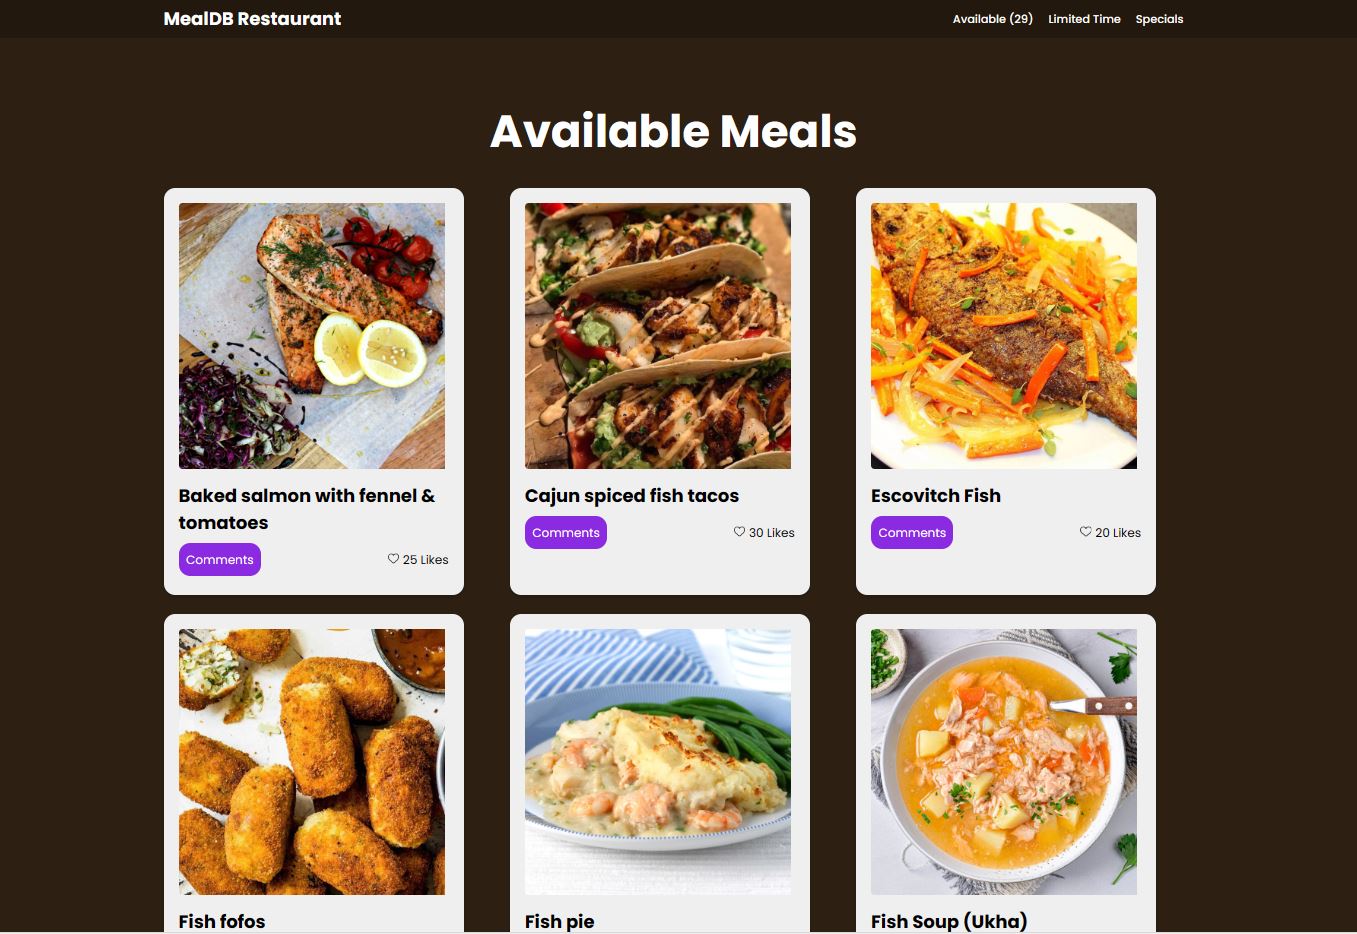 MealDB Restaurant
Available (29) Limited Time Specials
Available Meals
Baked salmon with fennel &
tomatoes
Comments
25 Likes
Cajun spiced fish tacos
Comments
30 Likes
Escovitch Fish
Comments
20 Likes
Fish fofos
Fish pie
Fish Soup (Ukha)